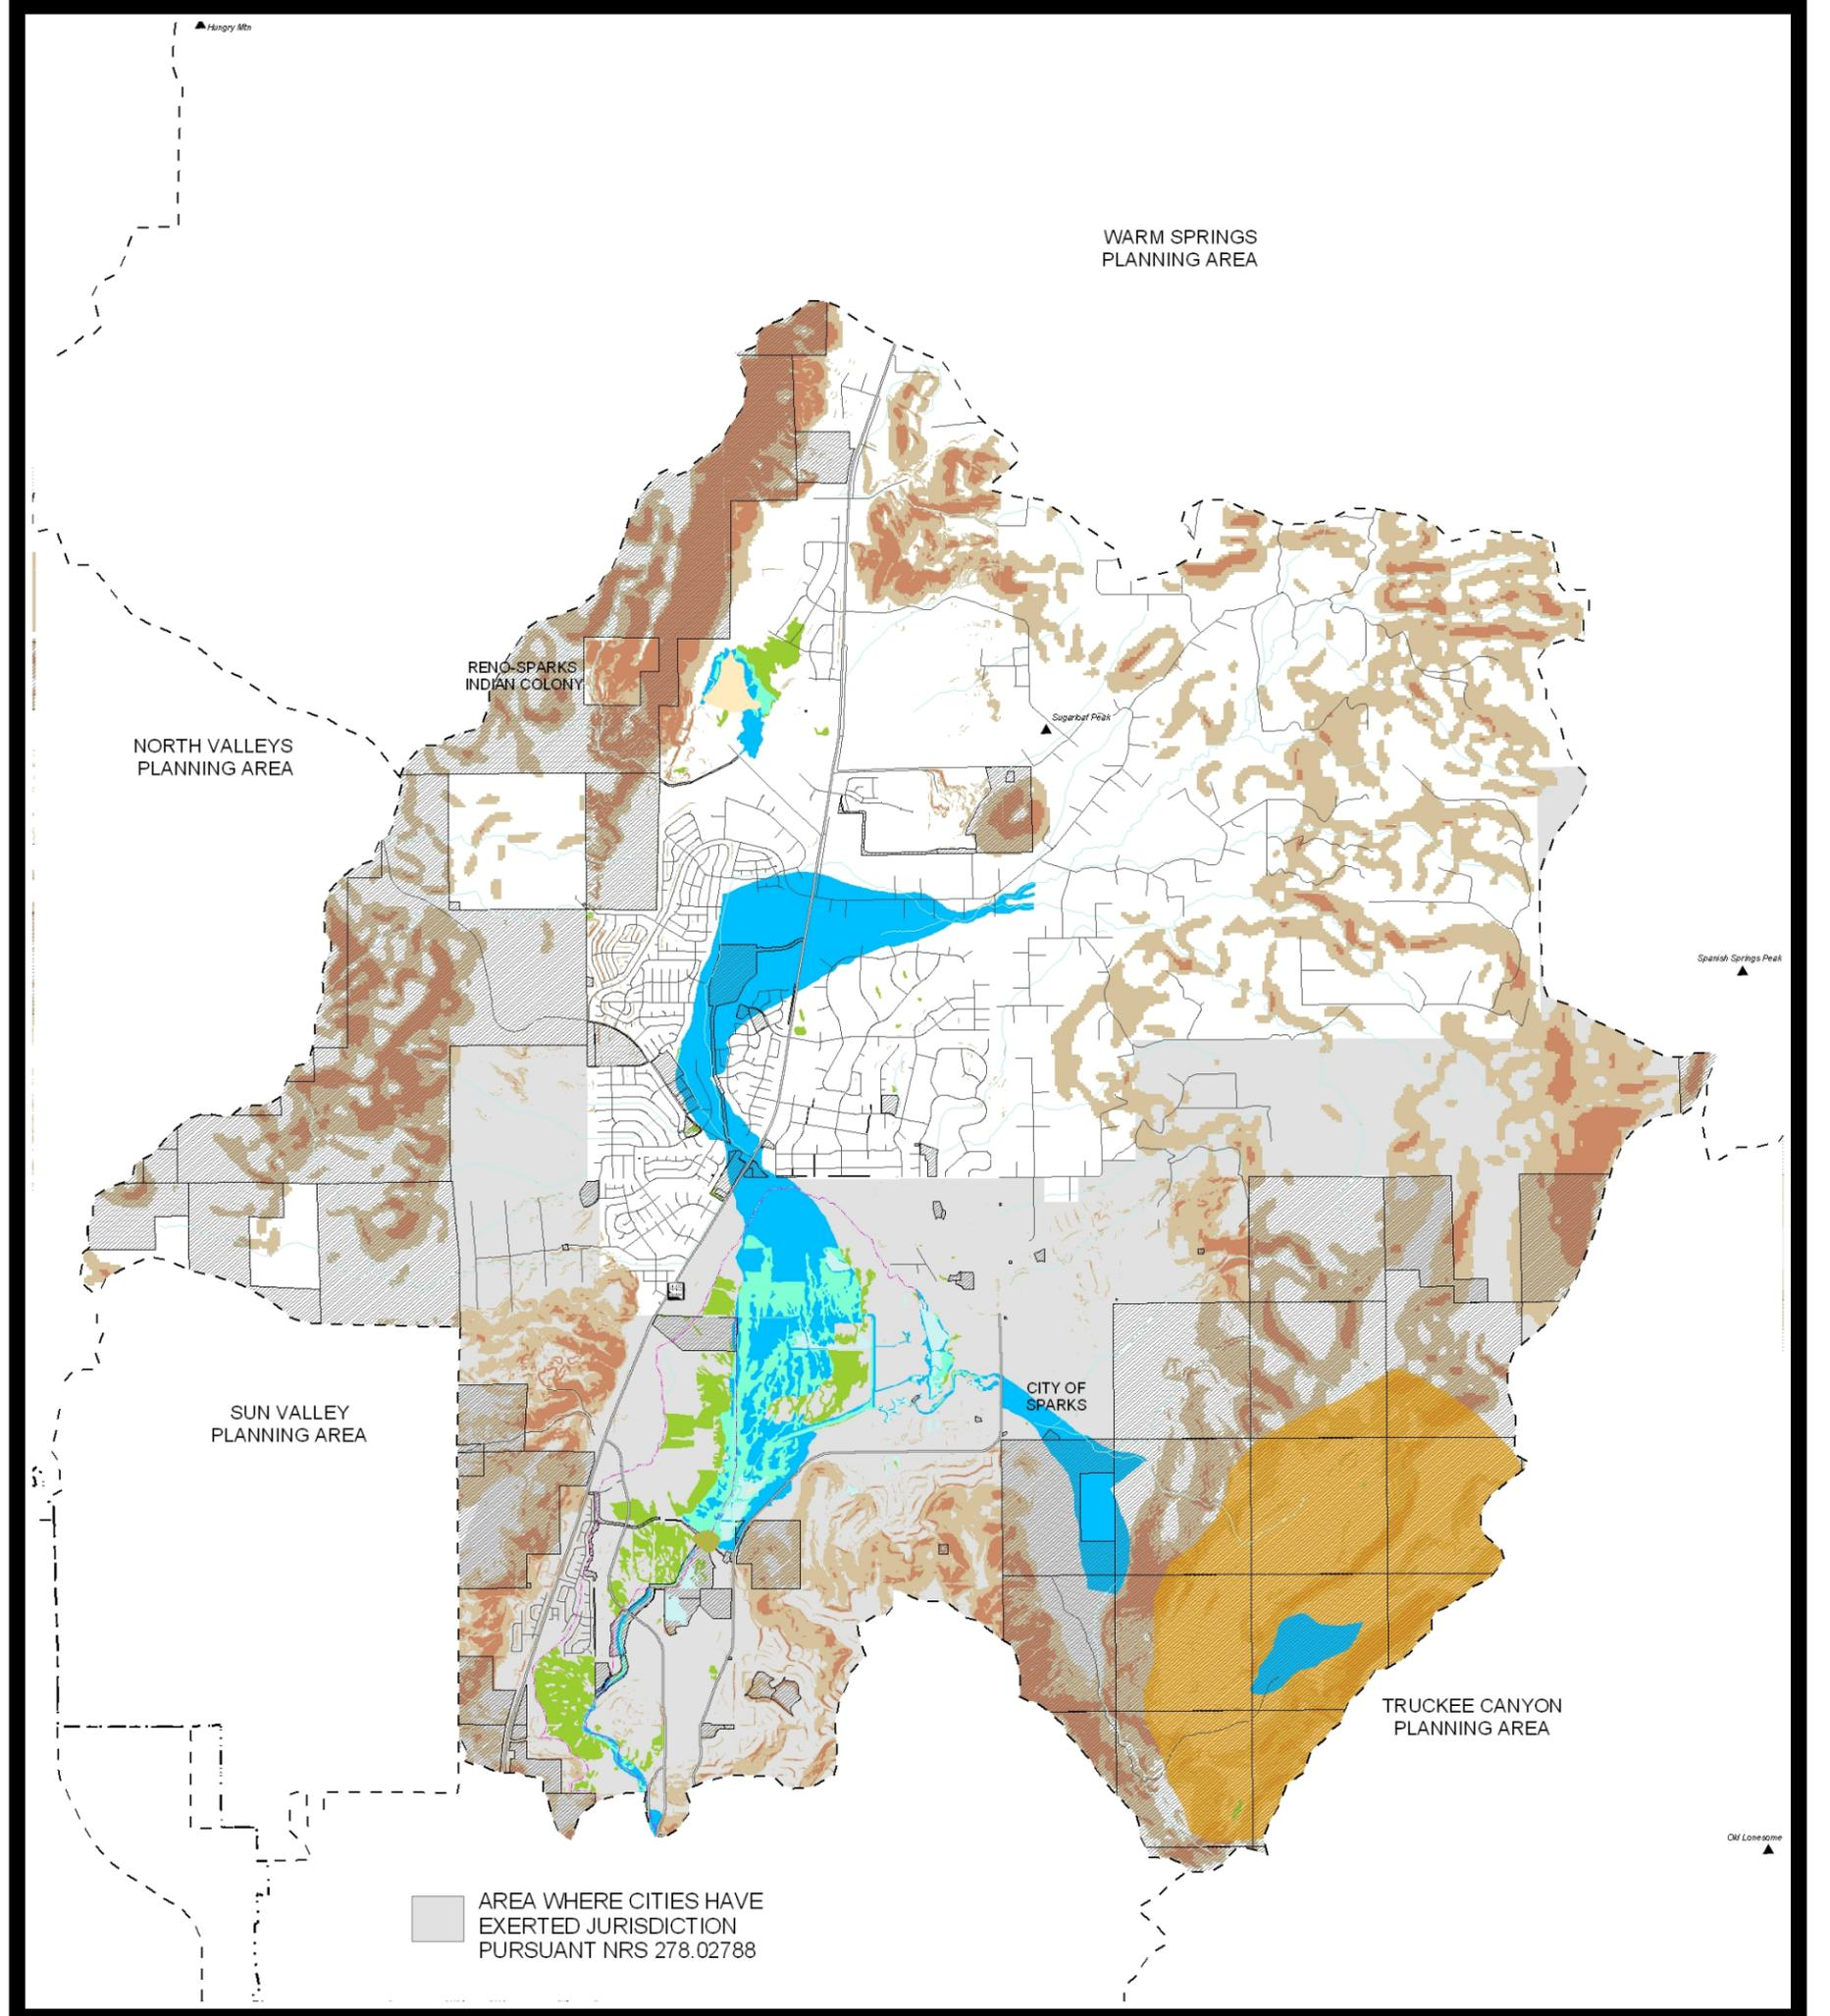 Hungry Mtn
WARM SPRINGS
PLANNING AREA
RENO-SPARKS
INDIAN COLONY
Sugarloaf Peak
NORTH VALLEYS
PLANNING AREA
Spanish Springs Peak
CITY OF
SPARKS
SUN VALLEY
PLANNING AREA
TRUCKEE CANYON
PLANNING AREA
Old Lonesome
AREA WHERE CITIES HAVE
EXERTED JURISDICTION
PURSUANT NRS 278.02788